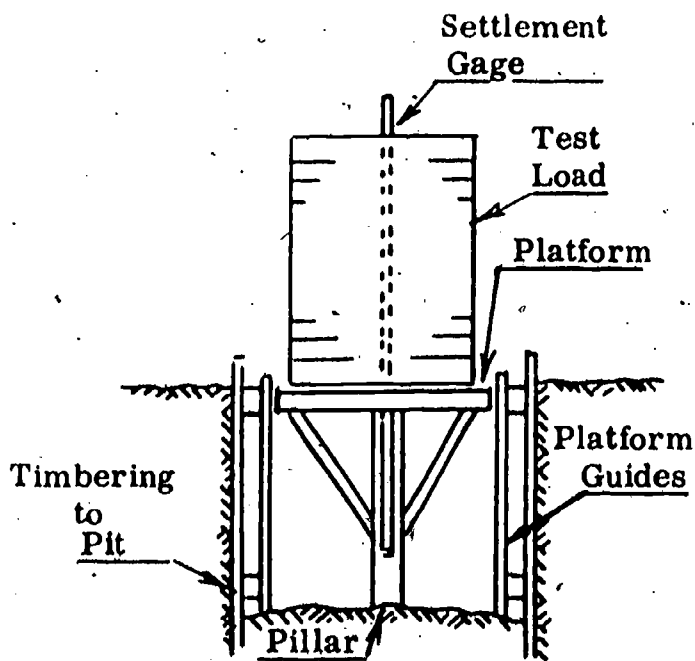 Settlement
Gage
Test
Load
Platform
Platform
Guides
Timbering
to
Pit
Pillar